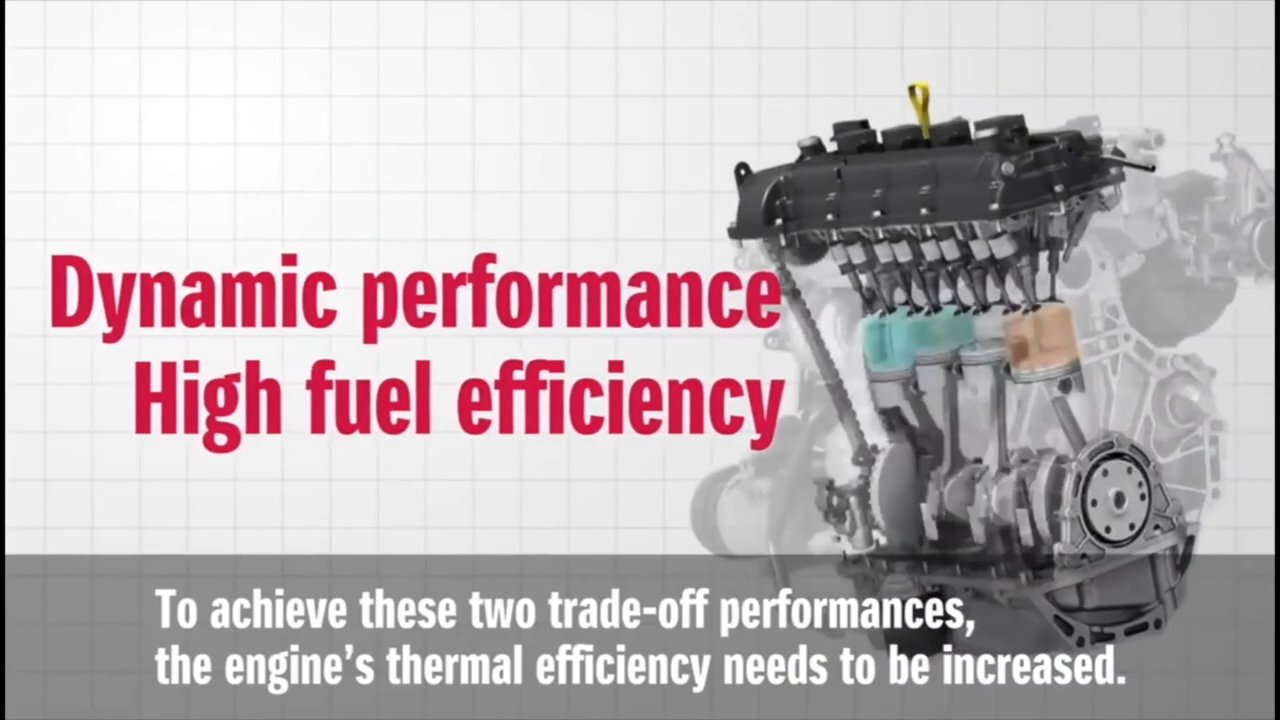 Dynamic performance
High fuel efficiency
To achieve these two trade-off performances,
the engine’s thermal efficiency needs to be increased.